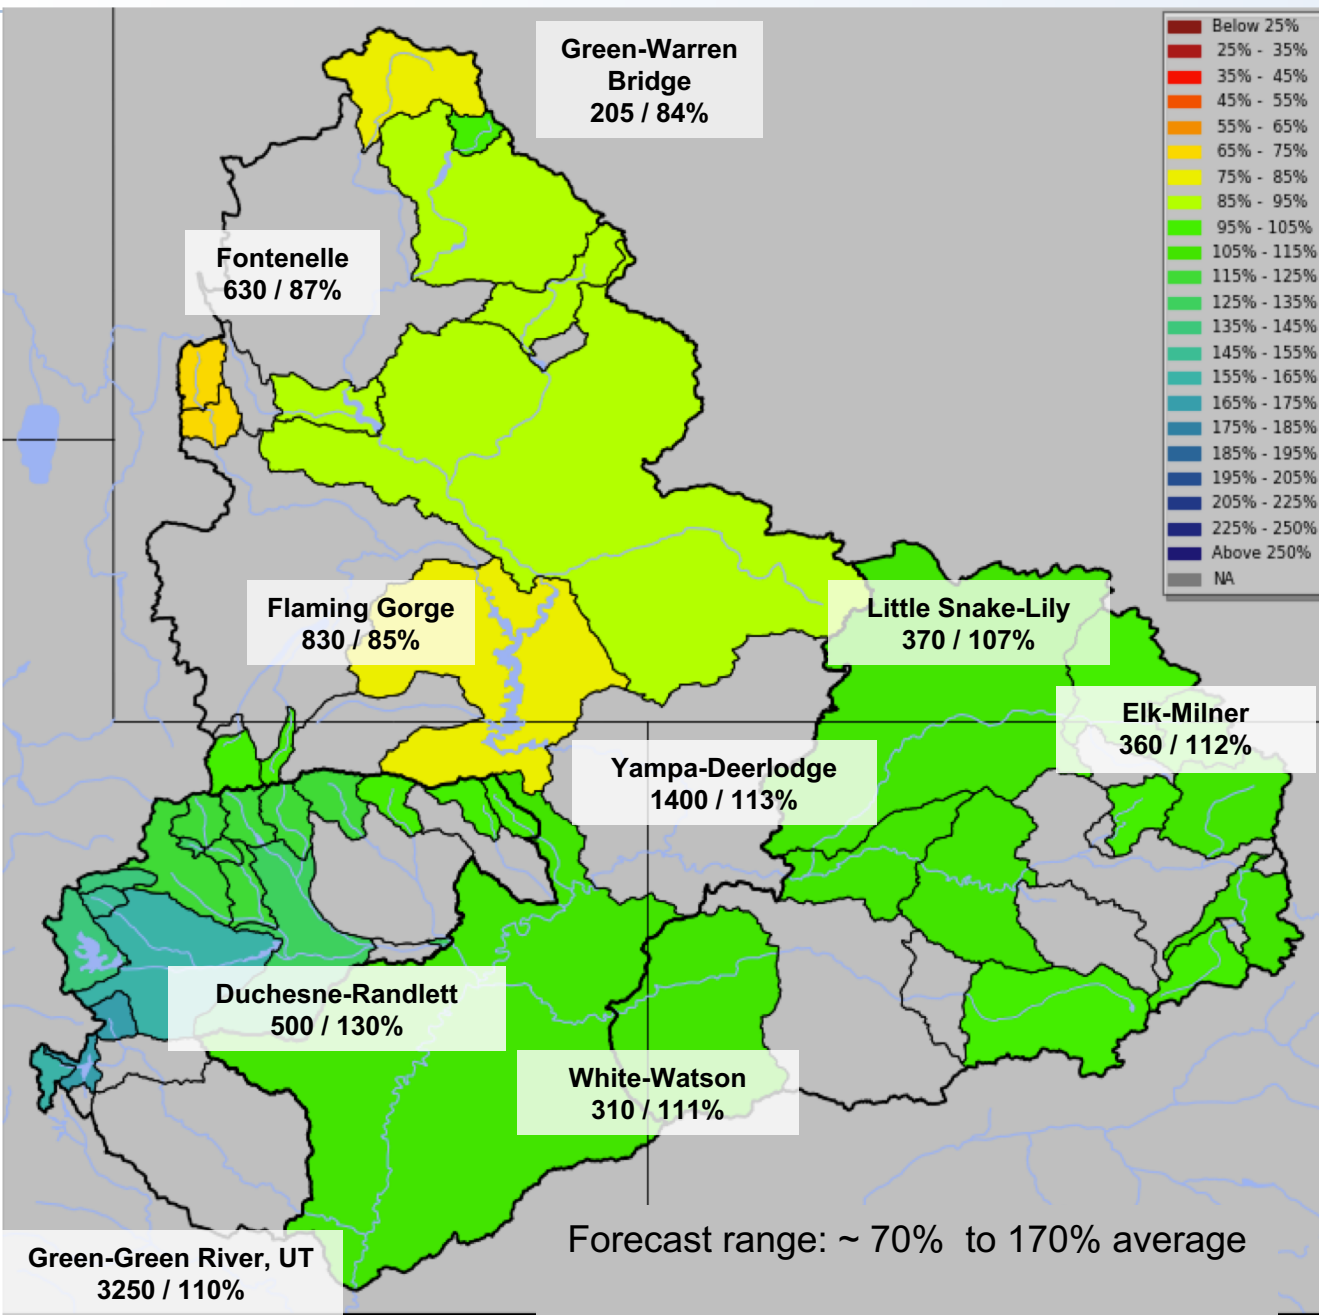 Green-Warren
Bridge
205 / 84%
Below 25%
25% - 35%
35% - 45%
45% - 55%
55% - 65%
65% - 75%
75% - 85%
85% - 95%
95% - 105%
105% - 115%
115% - 125%
125% - 135%
135% - 145%
145% - 155%
155% - 165%
165% - 175%
175% - 185%
185% - 195%
195% - 205%
205% - 225%
225% - 250%
Above 250%
NA
Fontenelle
630 / 87%
Flaming Gorge
830 / 85%
Little Snake-Lily
370 / 107%
Elk-Milner
360 / 112%
Yampa-Deerlodge
1400 / 113%
Duchesne-Randlett
500 / 130%
White-Watson
310 / 111%
Green-Green River, UT
3250 / 110%
Forecast range: ~ 70% to 170% average